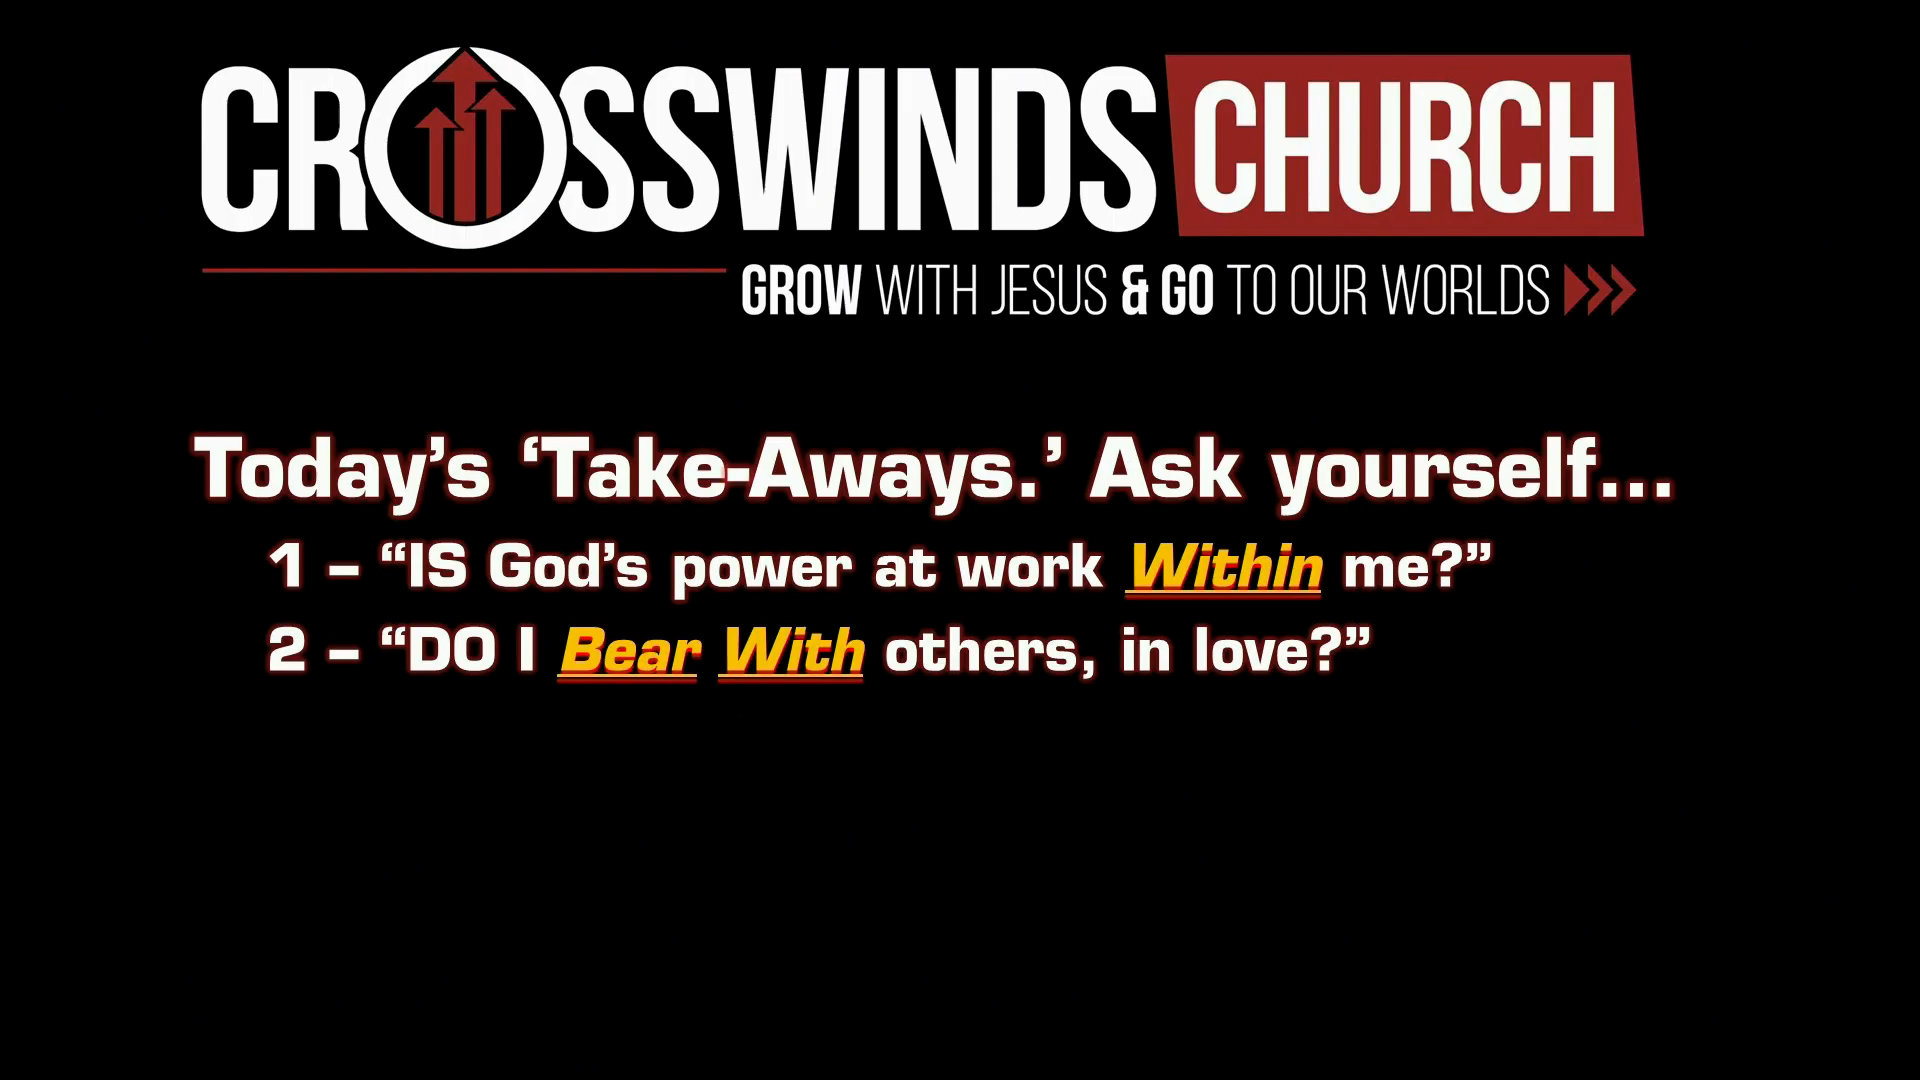 CROSSWINDS CHURCH
GROW WITH JESUS & GO TO OUR WORLDS
Today’s ‘Take-Aways.’ Ask yourself…
1 – “IS God’s power at work Within me?”
2 – “DO I Bear With others, in love?”